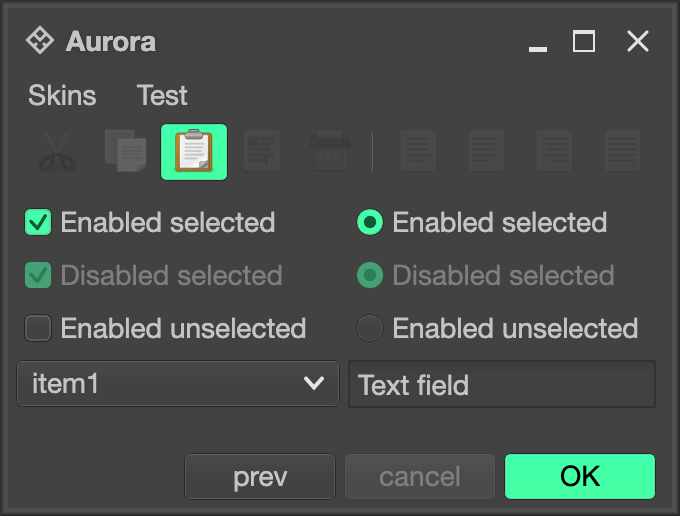 Aurora
Skins Test
Enabled selected Enabled selected
Disabled selected Disabled selected
Enabled unselected Enabled unselected
item1 Text field
prev cancel OK